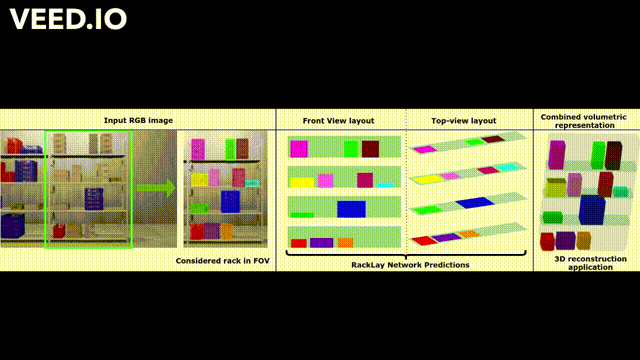 VEED.IO
Input RGB image
Front View layout
Top-view layout
Combined volumetric
representation
Considered rack in FOV
RackLay Network Predictions
3D reconstruction
application